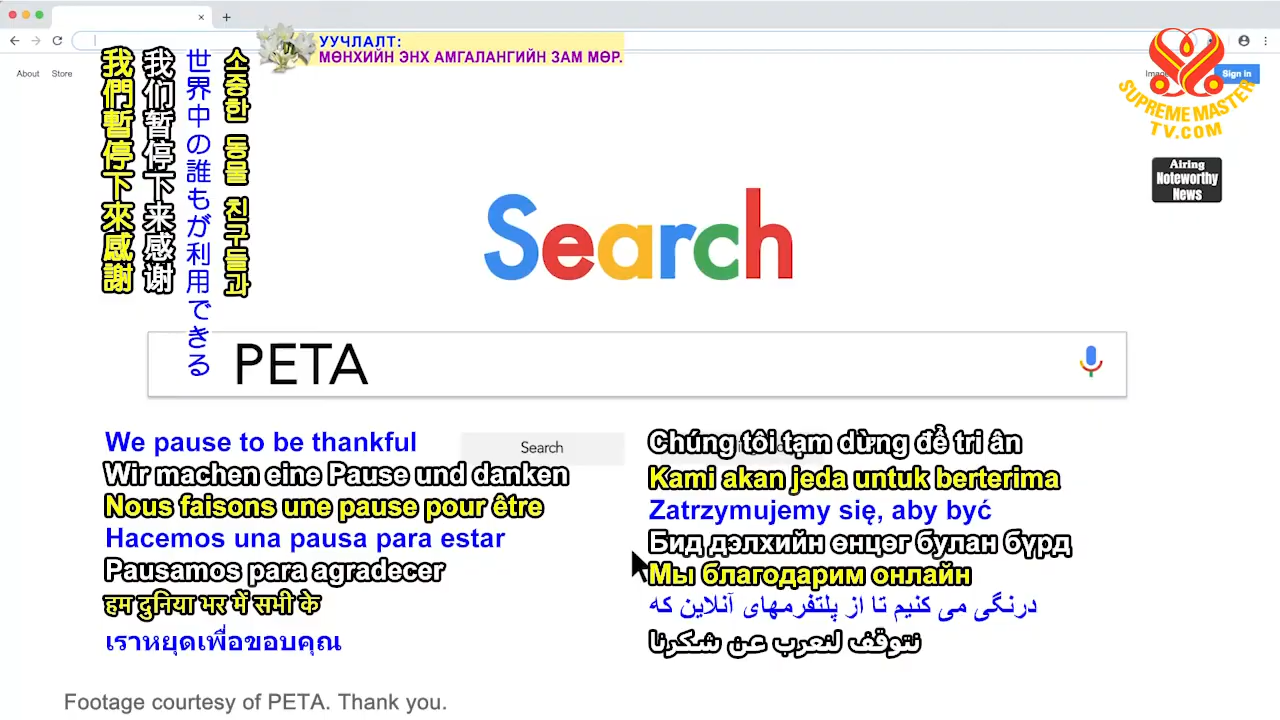 УУЧЛАЛТ:
МӨНХИЙН ЭНХ АМГАЛАНГИЙН ЗАМ МӨР.
About Store
Sign in
SUPREME MASTER
TV.COM
Airing
Noteworthy
News
我們暫停下來感謝
我们暂停下来感谢
世界中の誰もが利用できる
소중한 동물 친구들과
Search
PETA
We pause to be thankful
Wir machen eine Pause und danken
Nous faisons une pause pour être
Hacemos una pausa para estar
Pausamos para agradecer
हम दुनिया भर में सभी के
เราหยุดเพื่อขอบคุณ
Search
Chúng tôi tạm dừng để tri ân
Kami akan jeda untuk berterima
Zatrzymujemy się, aby być
Бид дэлхийн өнцөг булан бүрд
Мы благодарим онлайн
درنگی می کنیم تا از پلتفرمهای آنلاین که
نتوقف لنعرب عن شكرنا
Footage courtesy of PETA. Thank you.